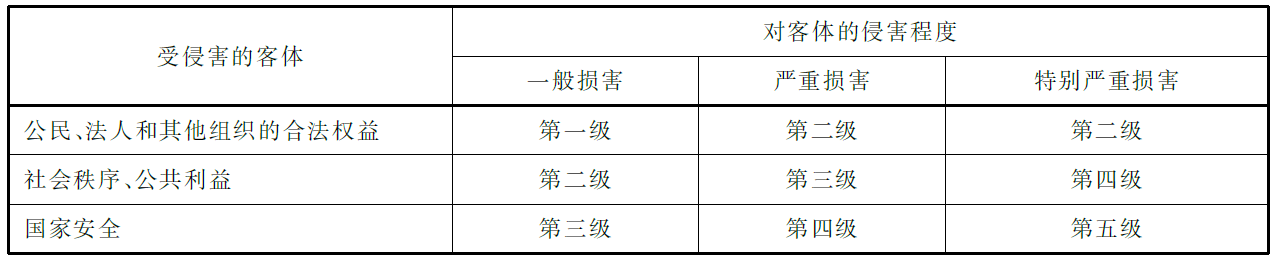 受侵害的客体
对客体的侵害程度
一般损害 严重损害 特别严重损害
公民、法人和其他组织的合法权益 第一级 第二级 第二级
社会秩序、公共利益 第二级 第三级 第四级
国家安全 第三级 第四级 第五级